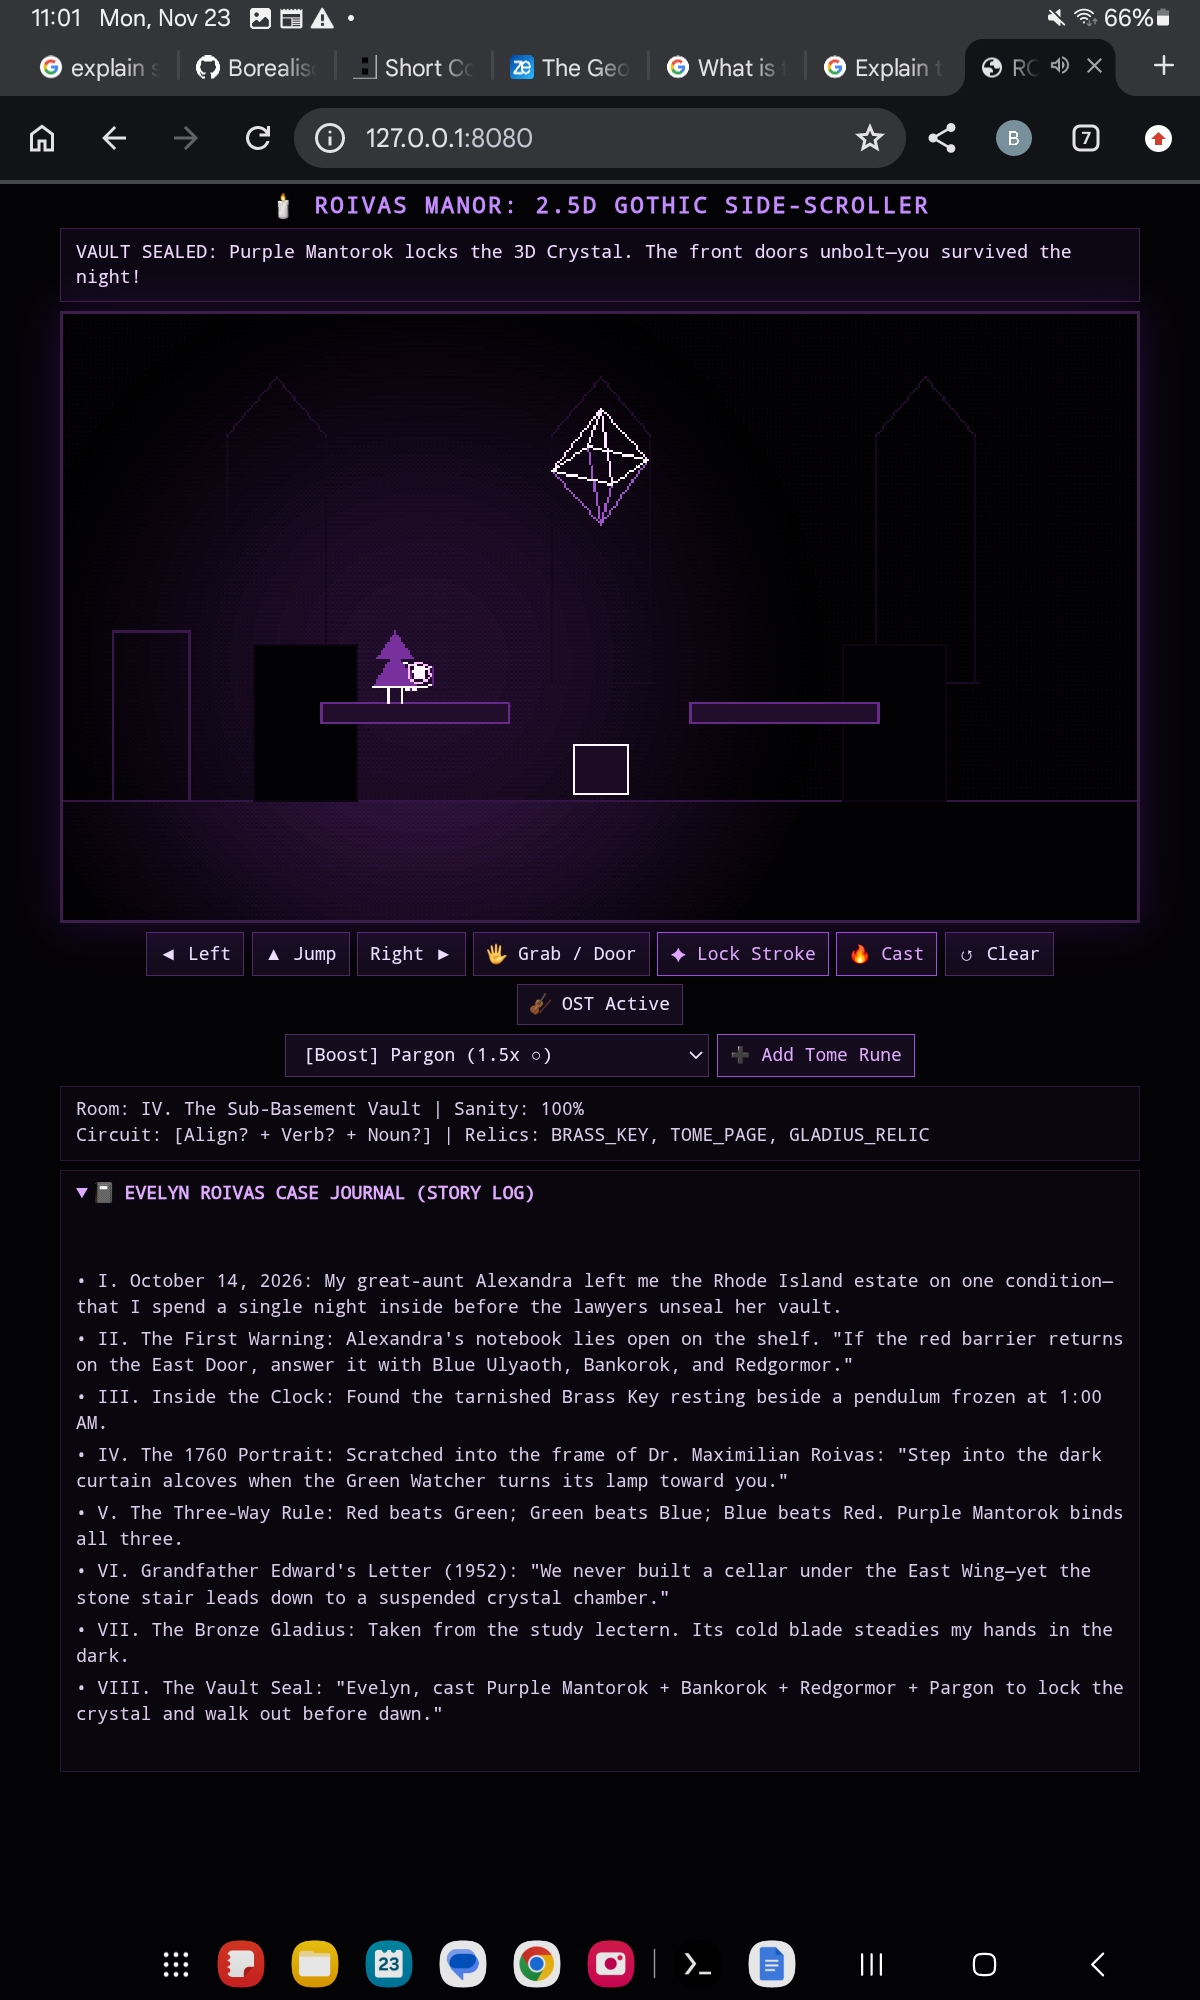 11:01 Mon, Nov 23 66%
explain Borealis Short Co The Geo What is Explain t RO
127.0.0.1:8080 B 7
ROIVAS MANOR: 2.5D GOTHIC SIDE-SCROLLER
VAULT SEALED: Purple Mantorok locks the 3D Crystal. The front doors unbolt—you survived the
night!
◄ Left ▲ Jump Right ► 🖐 Grab / Door ✦ Lock Stroke 🔥 Cast ↺ Clear
🎻 OST Active
[Boost] Pargon (1.5x ○) ➕ Add Tome Rune
Room: IV. The Sub-Basement Vault | Sanity: 100%
Circuit: [Align? + Verb? + Noun?] | Relics: BRASS_KEY, TOME_PAGE, GLADIUS_RELIC
▼ 📓 EVELYN ROIVAS CASE JOURNAL (STORY LOG)
• I. October 14, 2026: My great-aunt Alexandra left me the Rhode Island estate on one condition—
that I spend a single night inside before the lawyers unseal her vault.
• II. The First Warning: Alexandra's notebook lies open on the shelf. "If the red barrier returns
on the East Door, answer it with Blue Ulyaoth, Bankorok, and Redgormor."
• III. Inside the Clock: Found the tarnished Brass Key resting beside a pendulum frozen at 1:00
AM.
• IV. The 1760 Portrait: Scratched into the frame of Dr. Maximilian Roivas: "Step into the dark
curtain alcoves when the Green Watcher turns its lamp toward you."
• V. The Three-Way Rule: Red beats Green; Green beats Blue; Blue beats Red. Purple Mantorok binds
all three.
• VI. Grandfather Edward's Letter (1952): "We never built a cellar under the East Wing—yet the
stone stair leads down to a suspended crystal chamber."
• VII. The Bronze Gladius: Taken from the study lectern. Its cold blade steadies my hands in the
dark.
• VIII. The Vault Seal: "Evelyn, cast Purple Mantorok + Bankorok + Redgormor + Pargon to lock the
crystal and walk out before dawn."
23